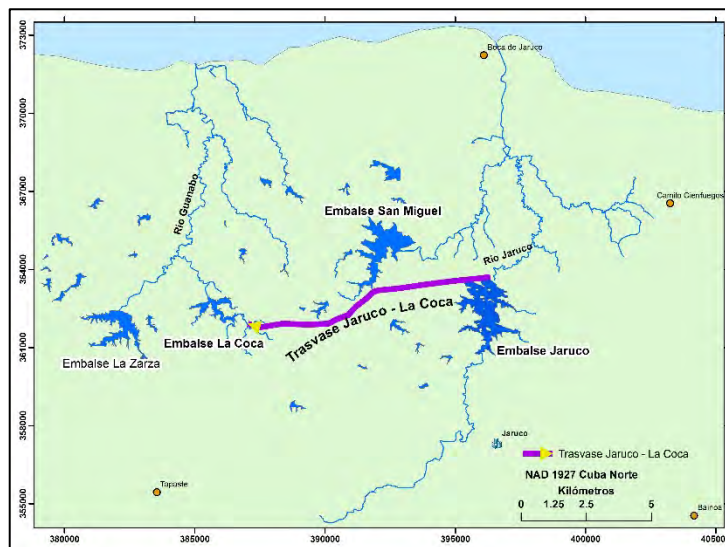 373000
370000
367000
364000
361000
358000
355000
Boca de Jaruco
Camilo Cienfuegos
Río Guanabo
Embalse San Miguel
Río Jaruco
Trasvase Jaruco - La Coca
Embalse La Coca
Embalse La Zarza
Embalse Jaruco
Jaruco
Tapaste
Bainoa
Trasvase Jaruco - La Coca
NAD 1927 Cuba Norte
Kilómetros
0 1.25 2.5 5
380000 385000 390000 395000 400000 405000